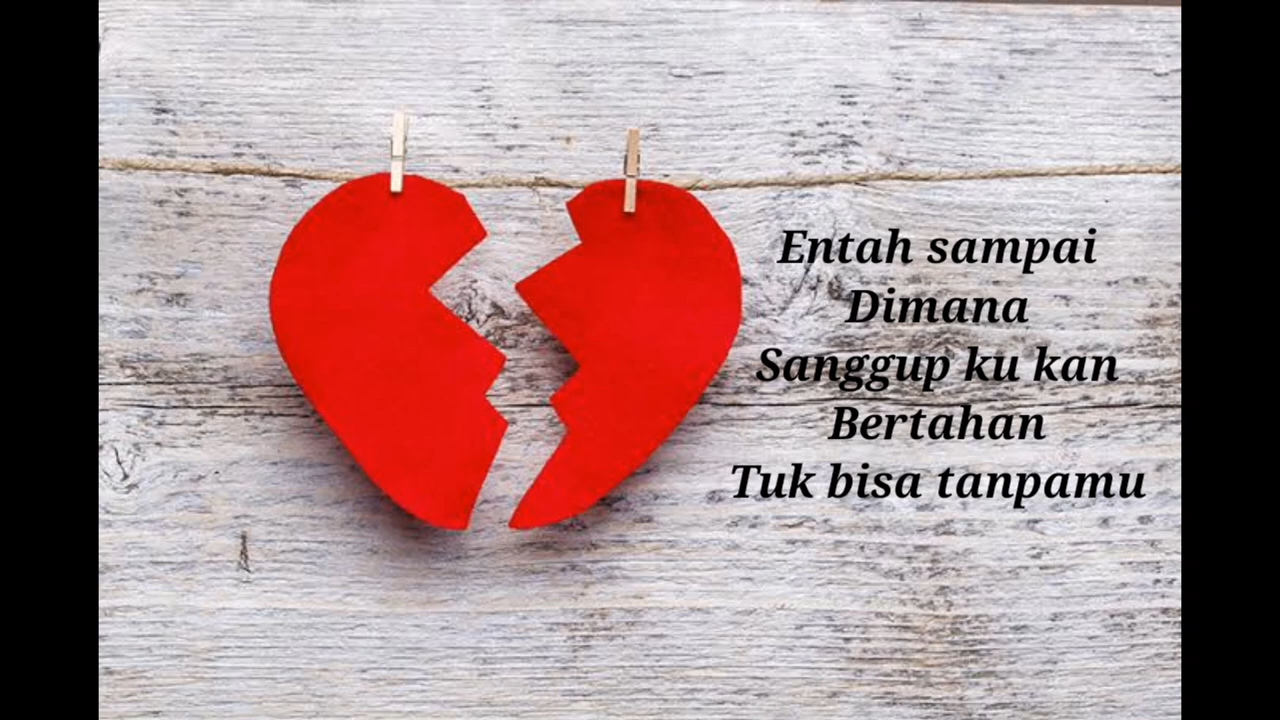 Entah sampai
Dimana
Sanggup ku kan
Bertahan
Tuk bisa tanpamu